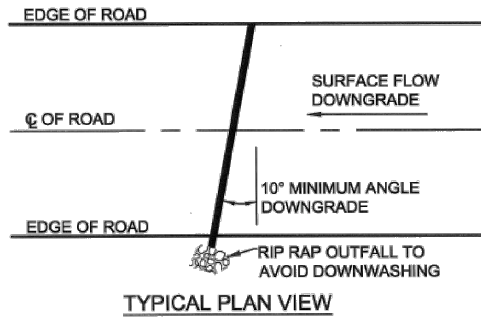 EDGE OF ROAD
SURFACE FLOW
DOWNGRADE
℄ OF ROAD
10° MINIMUM ANGLE
DOWNGRADE
EDGE OF ROAD
RIP RAP OUTFALL TO
AVOID DOWNWASHING
TYPICAL PLAN VIEW